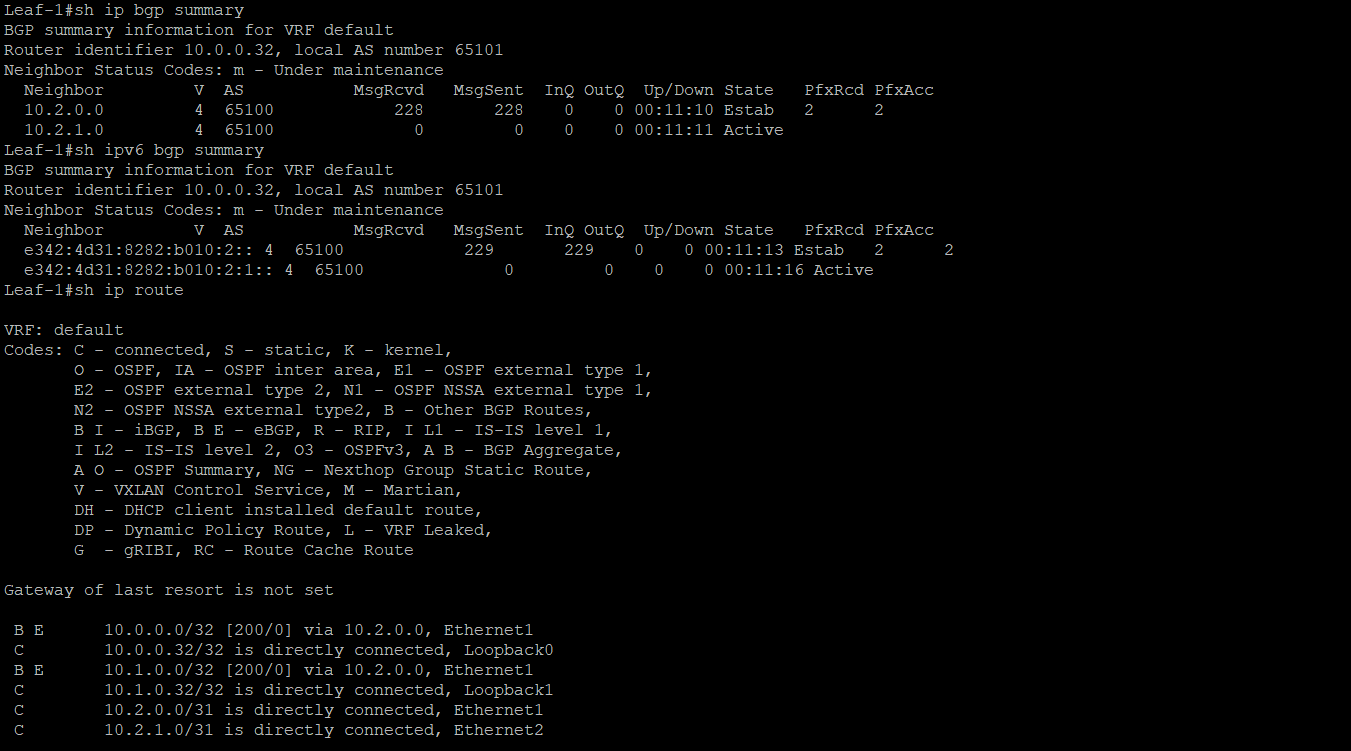 Leaf-1#sh ip bgp summary
BGP summary information for VRF default
Router identifier 10.0.0.32, local AS number 65101
Neighbor Status Codes: m - Under maintenance
  Neighbor         V  AS           MsgRcvd   MsgSent  InQ OutQ  Up/Down State   PfxRcd PfxAcc
  10.2.0.0         4  65100            228       228    0    0 00:11:10 Estab   2      2
  10.2.1.0         4  65100              0         0    0    0 00:11:11 Active
Leaf-1#sh ipv6 bgp summary
BGP summary information for VRF default
Router identifier 10.0.0.32, local AS number 65101
Neighbor Status Codes: m - Under maintenance
  Neighbor         V  AS           MsgRcvd   MsgSent  InQ OutQ  Up/Down State   PfxRcd PfxAcc
  e342:4d31:8282:b010:2:: 4  65100            229       229    0    0 00:11:13 Estab   2      2
  e342:4d31:8282:b010:2:1:: 4  65100              0         0    0    0 00:11:16 Active
Leaf-1#sh ip route

VRF: default
Codes: C - connected, S - static, K - kernel,
       O - OSPF, IA - OSPF inter area, E1 - OSPF external type 1,
       E2 - OSPF external type 2, N1 - OSPF NSSA external type 1,
       N2 - OSPF NSSA external type2, B - Other BGP Routes,
       B I - iBGP, B E - eBGP, R - RIP, I L1 - IS-IS level 1,
       I L2 - IS-IS level 2, O3 - OSPFv3, A B - BGP Aggregate,
       A O - OSPF Summary, NG - Nexthop Group Static Route,
       V - VXLAN Control Service, M - Martian,
       DH - DHCP client installed default route,
       DP - Dynamic Policy Route, L - VRF Leaked,
       G  - gRIBI, RC - Route Cache Route

Gateway of last resort is not set

 B E      10.0.0.0/32 [200/0] via 10.2.0.0, Ethernet1
 C        10.0.0.32/32 is directly connected, Loopback0
 B E      10.1.0.0/32 [200/0] via 10.2.0.0, Ethernet1
 C        10.1.0.32/32 is directly connected, Loopback1
 C        10.2.0.0/31 is directly connected, Ethernet1
 C        10.2.1.0/31 is directly connected, Ethernet2